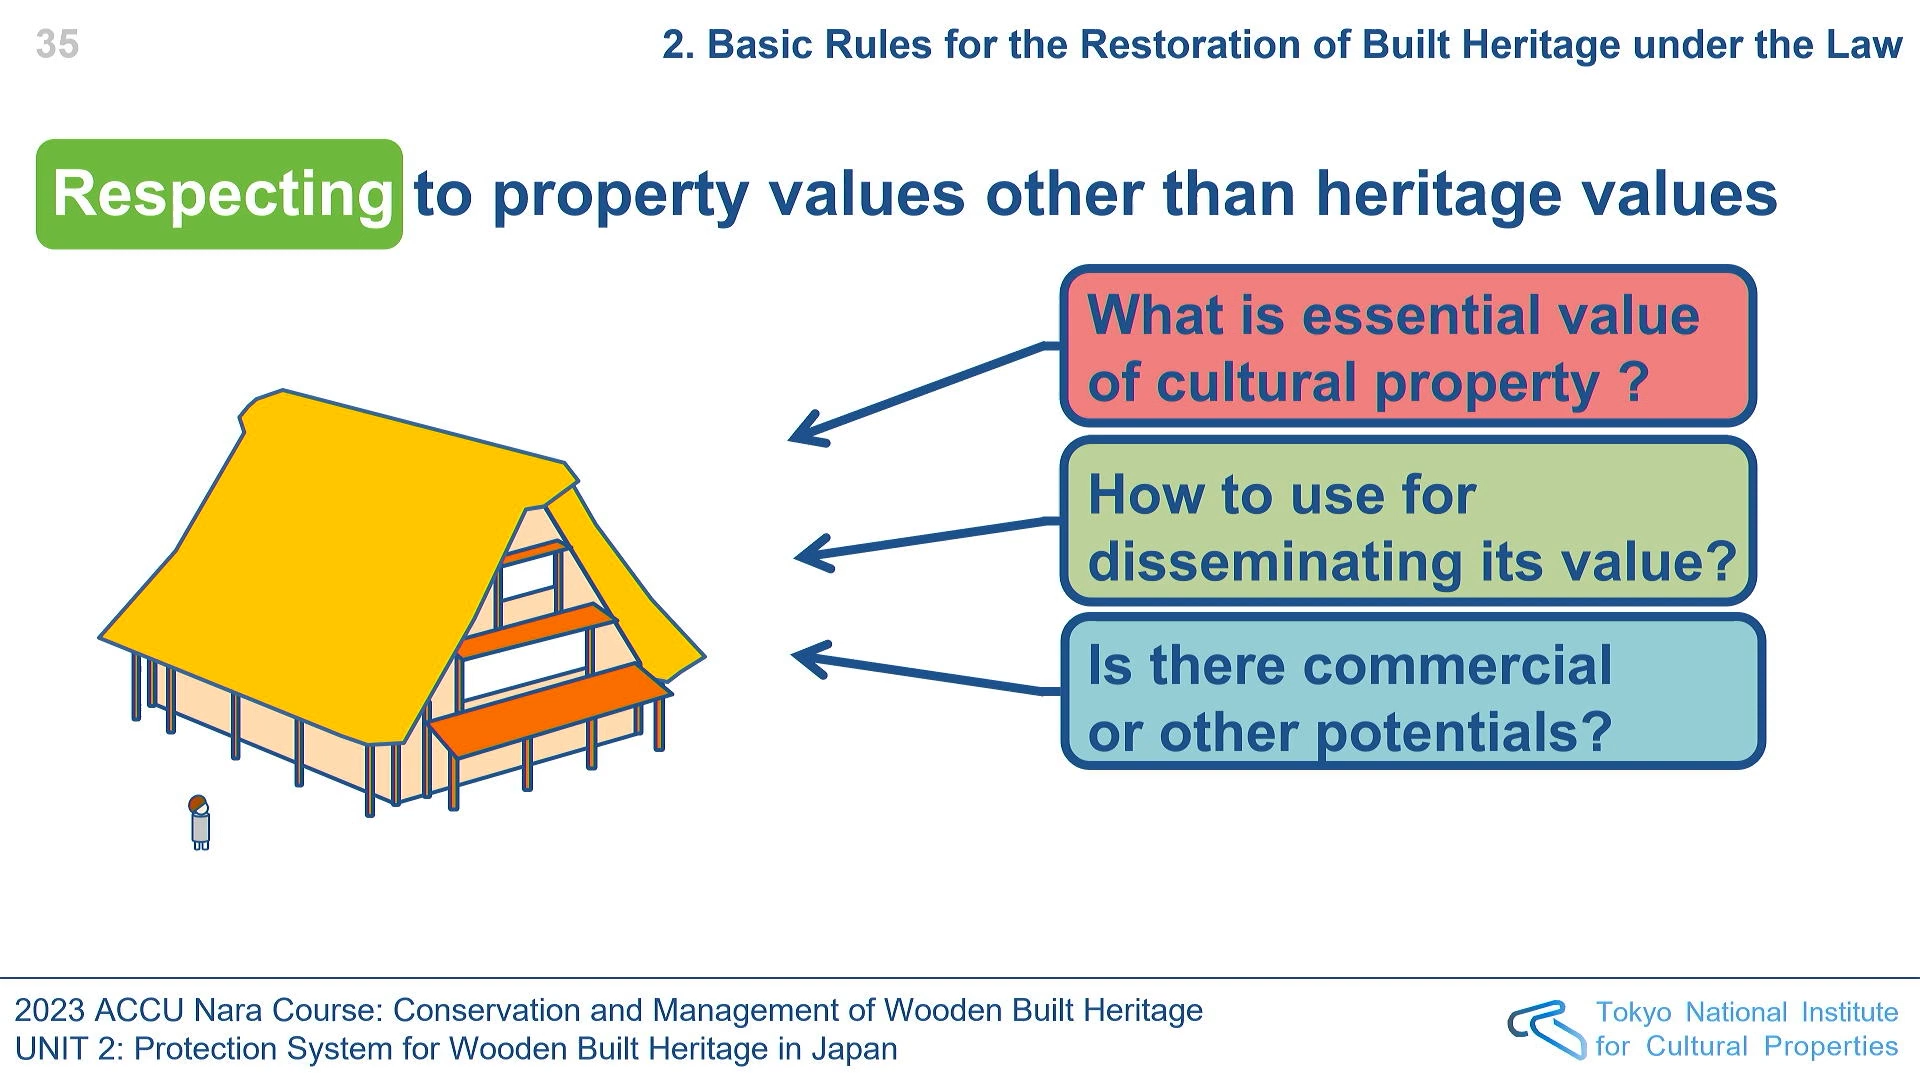 35
2. Basic Rules for the Restoration of Built Heritage under the Law
Respecting to property values other than heritage values
What is essential value
of cultural property ?
How to use for
disseminating its value?
Is there commercial
or other potentials?
2023 ACCU Nara Course: Conservation and Management of Wooden Built Heritage
UNIT 2: Protection System for Wooden Built Heritage in Japan
Tokyo National Institute
for Cultural Properties